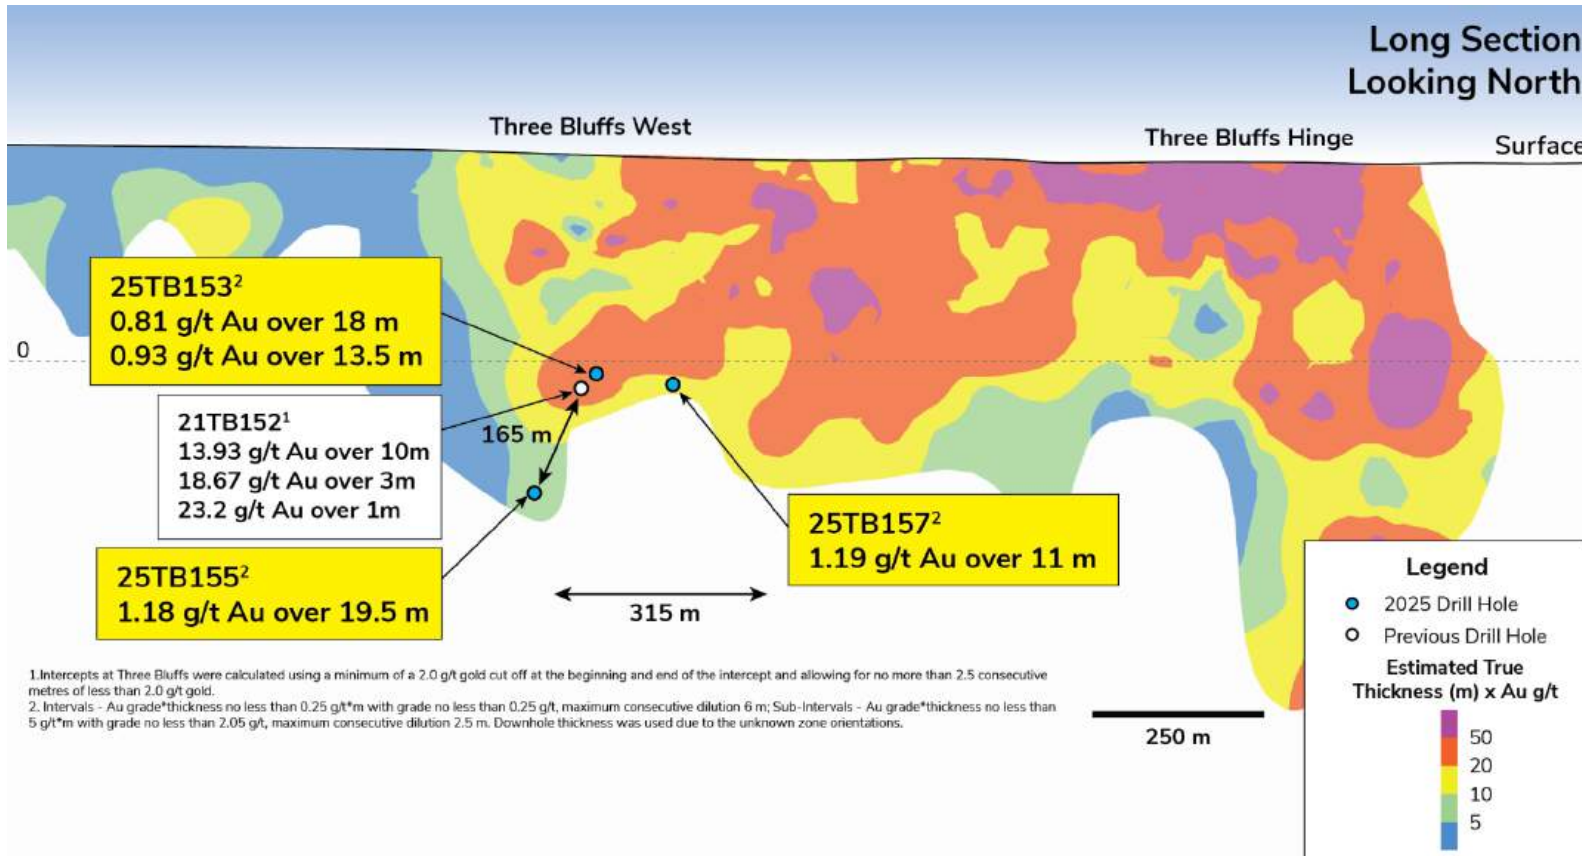 Long Section
Looking North
Three Bluffs West
Three Bluffs Hinge
Surface
25TB153²
0.81 g/t Au over 18 m
0.93 g/t Au over 13.5 m
0
21TB152¹
13.93 g/t Au over 10m
18.67 g/t Au over 3m
23.2 g/t Au over 1m
165 m
25TB155²
1.18 g/t Au over 19.5 m
25TB157²
1.19 g/t Au over 11 m
315 m
1.Intercepts at Three Bluffs were calculated using a minimum of a 2.0 g/t gold cut off at the beginning and end of the intercept and allowing for no more than 2.5 consecutive
metres of less than 2.0 g/t gold.
2. Intervals - Au grade*thickness no less than 0.25 g/t*m with grade no less than 0.25 g/t, maximum consecutive dilution 6 m; Sub-Intervals - Au grade*thickness no less than
5 g/t*m with grade no less than 2.05 g/t, maximum consecutive dilution 2.5 m. Downhole thickness was used due to the unknown zone orientations.
250 m
Legend
2025 Drill Hole
Previous Drill Hole
Estimated True
Thickness (m) x Au g/t
50
20
10
5